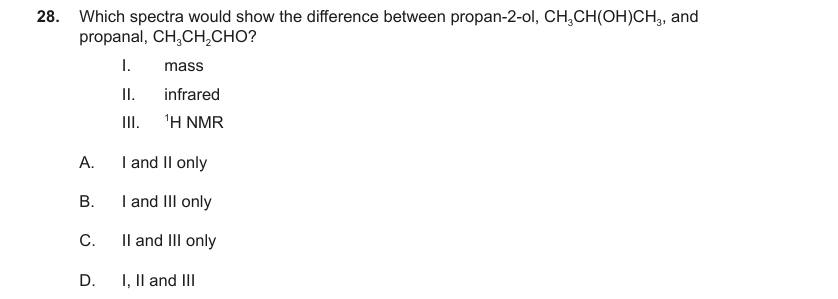 28. Which spectra would show the difference between propan-2-ol, CH₃CH(OH)CH₃, and
propanal, CH₃CH₂CHO?
I. mass
II. infrared
III. ¹H NMR
A. I and II only
B. I and III only
C. II and III only
D. I, II and III